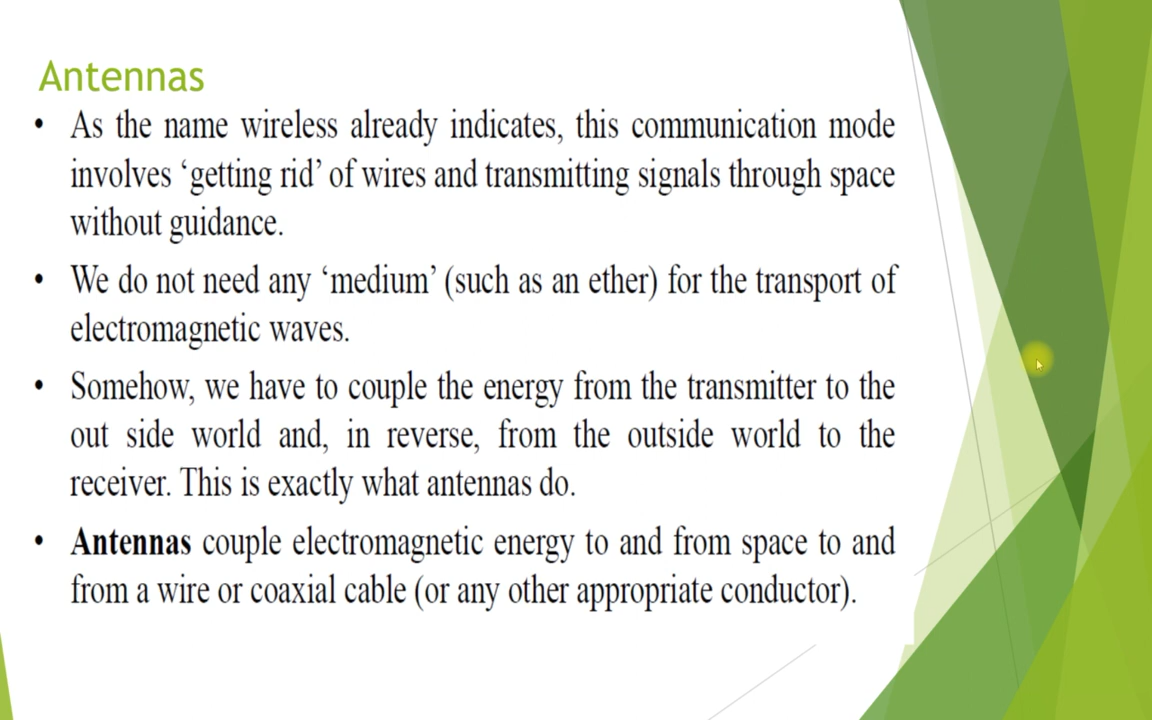 Antennas
• As the name wireless already indicates, this communication mode
involves ‘getting rid’ of wires and transmitting signals through space
without guidance.
• We do not need any ‘medium’ (such as an ether) for the transport of
electromagnetic waves.
• Somehow, we have to couple the energy from the transmitter to the
out side world and, in reverse, from the outside world to the
receiver. This is exactly what antennas do.
• Antennas couple electromagnetic energy to and from space to and
from a wire or coaxial cable (or any other appropriate conductor).